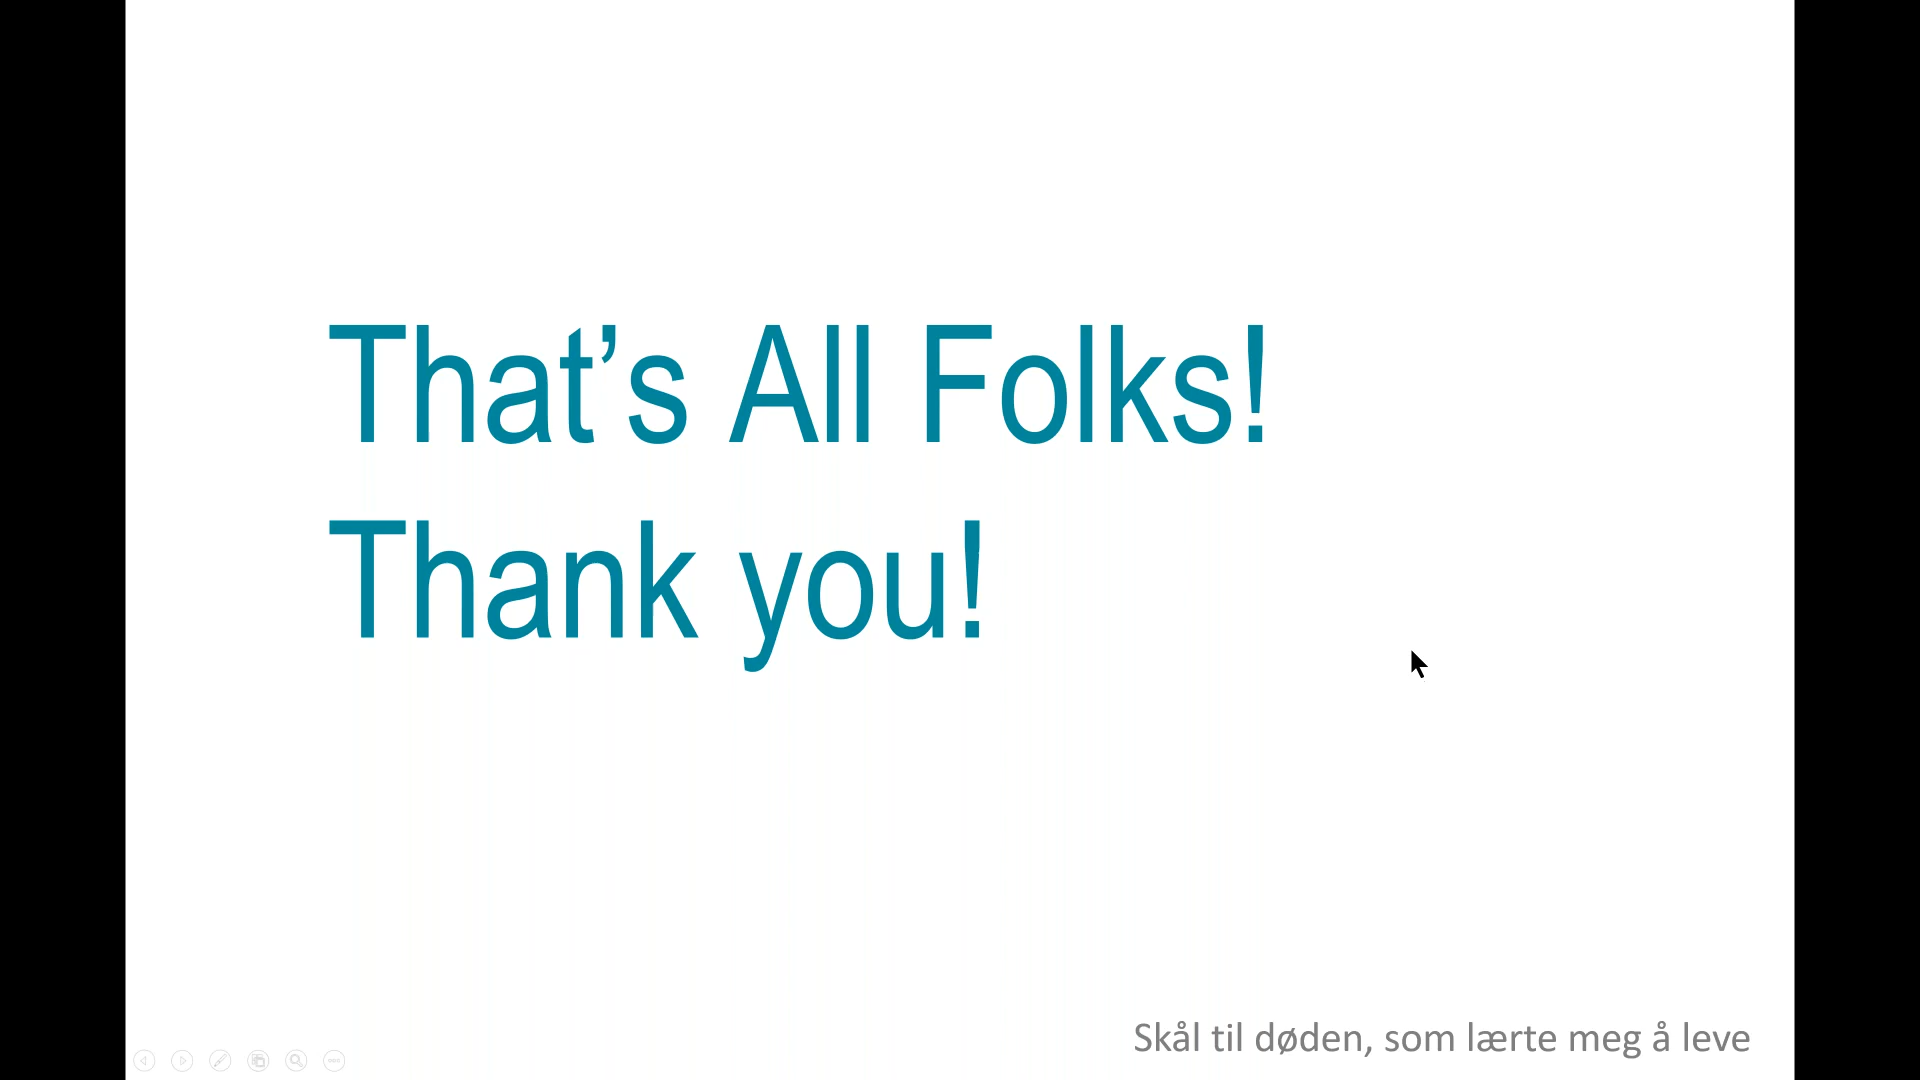 That’s All Folks!
Thank you!
Skål til døden, som lærte meg å leve